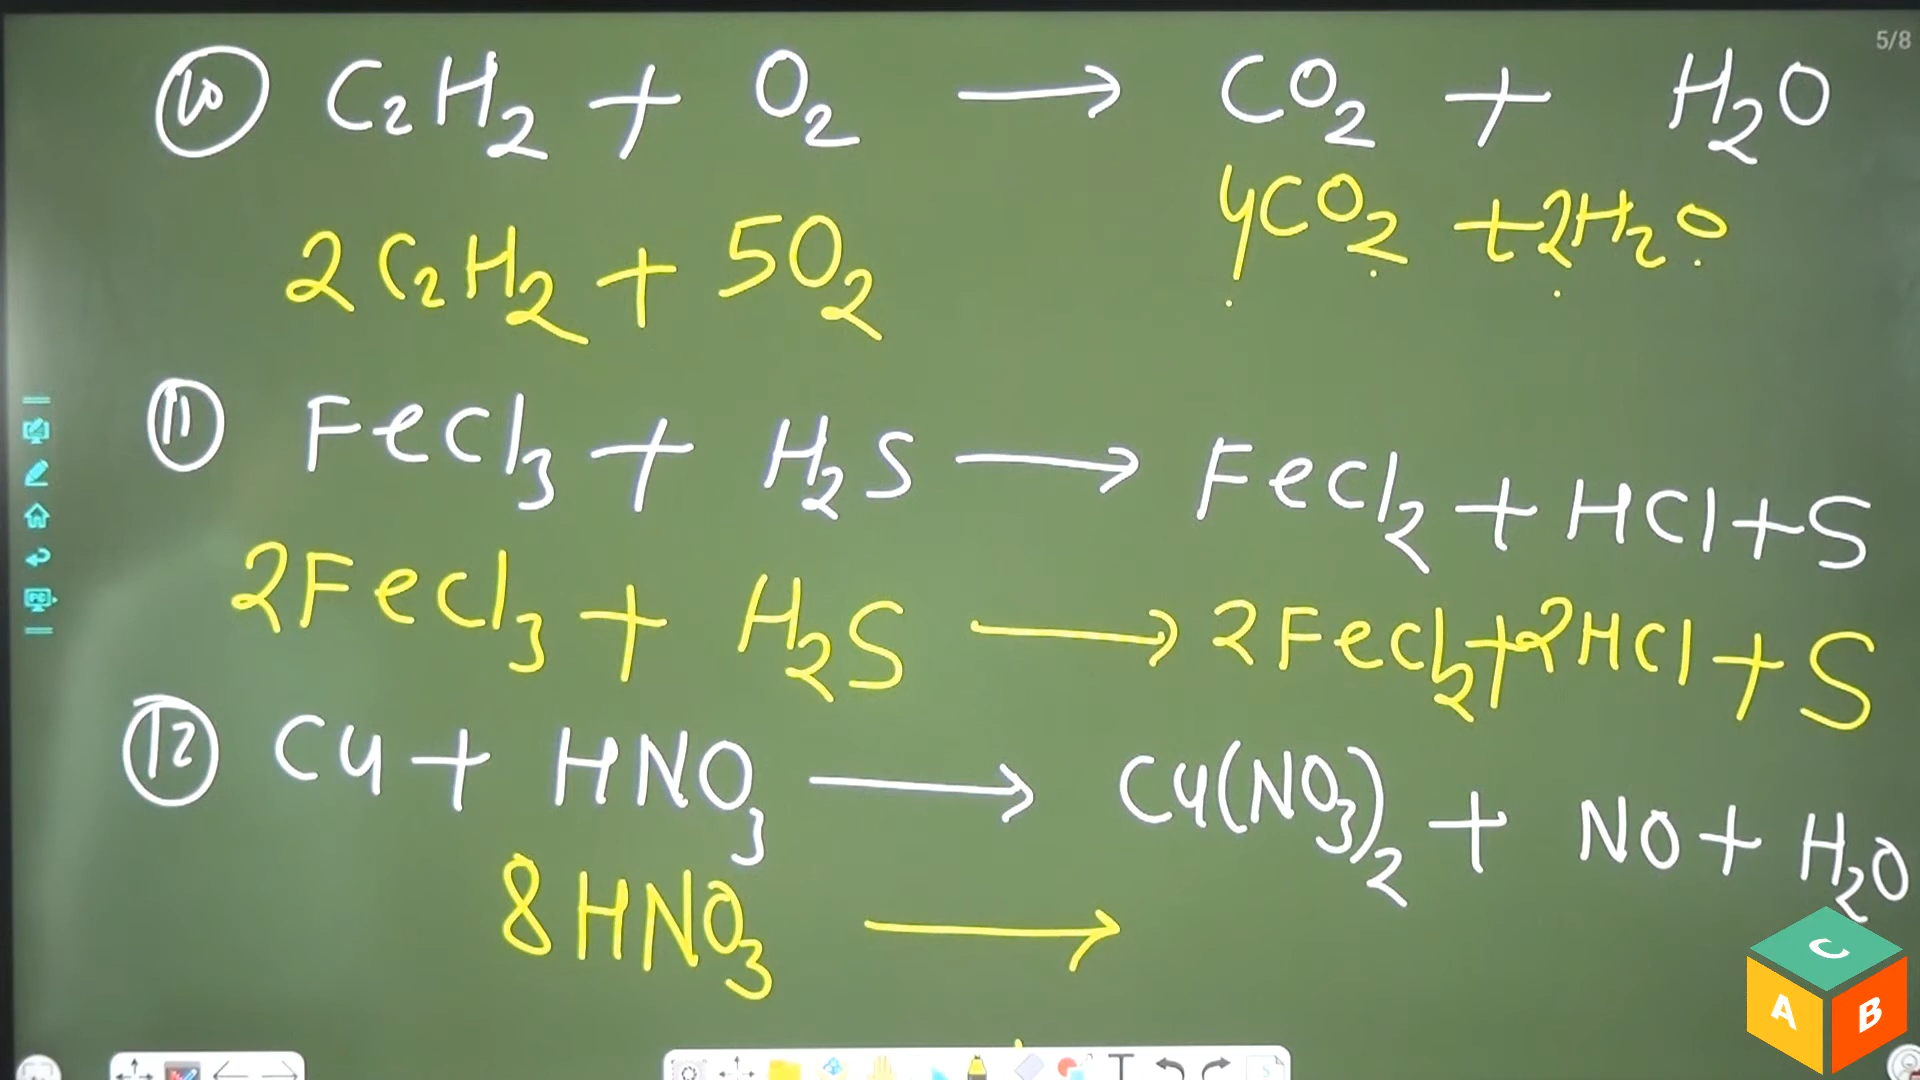 5/8
⑩ C₂H₂ + O₂ ⟶ CO₂ + H₂O
2C₂H₂ + 5O₂ 4CO₂ + 2H₂O
⑪ FeCl₃ + H₂S ⟶ FeCl₂ + HCl + S
2FeCl₃ + H₂S ⟶ 2FeCl₂ + 2HCl + S
⑫ Cu + HNO₃ ⟶ Cu(NO₃)₂ + NO + H₂O
8HNO₃ ⟶
C
A B
PC
T
S